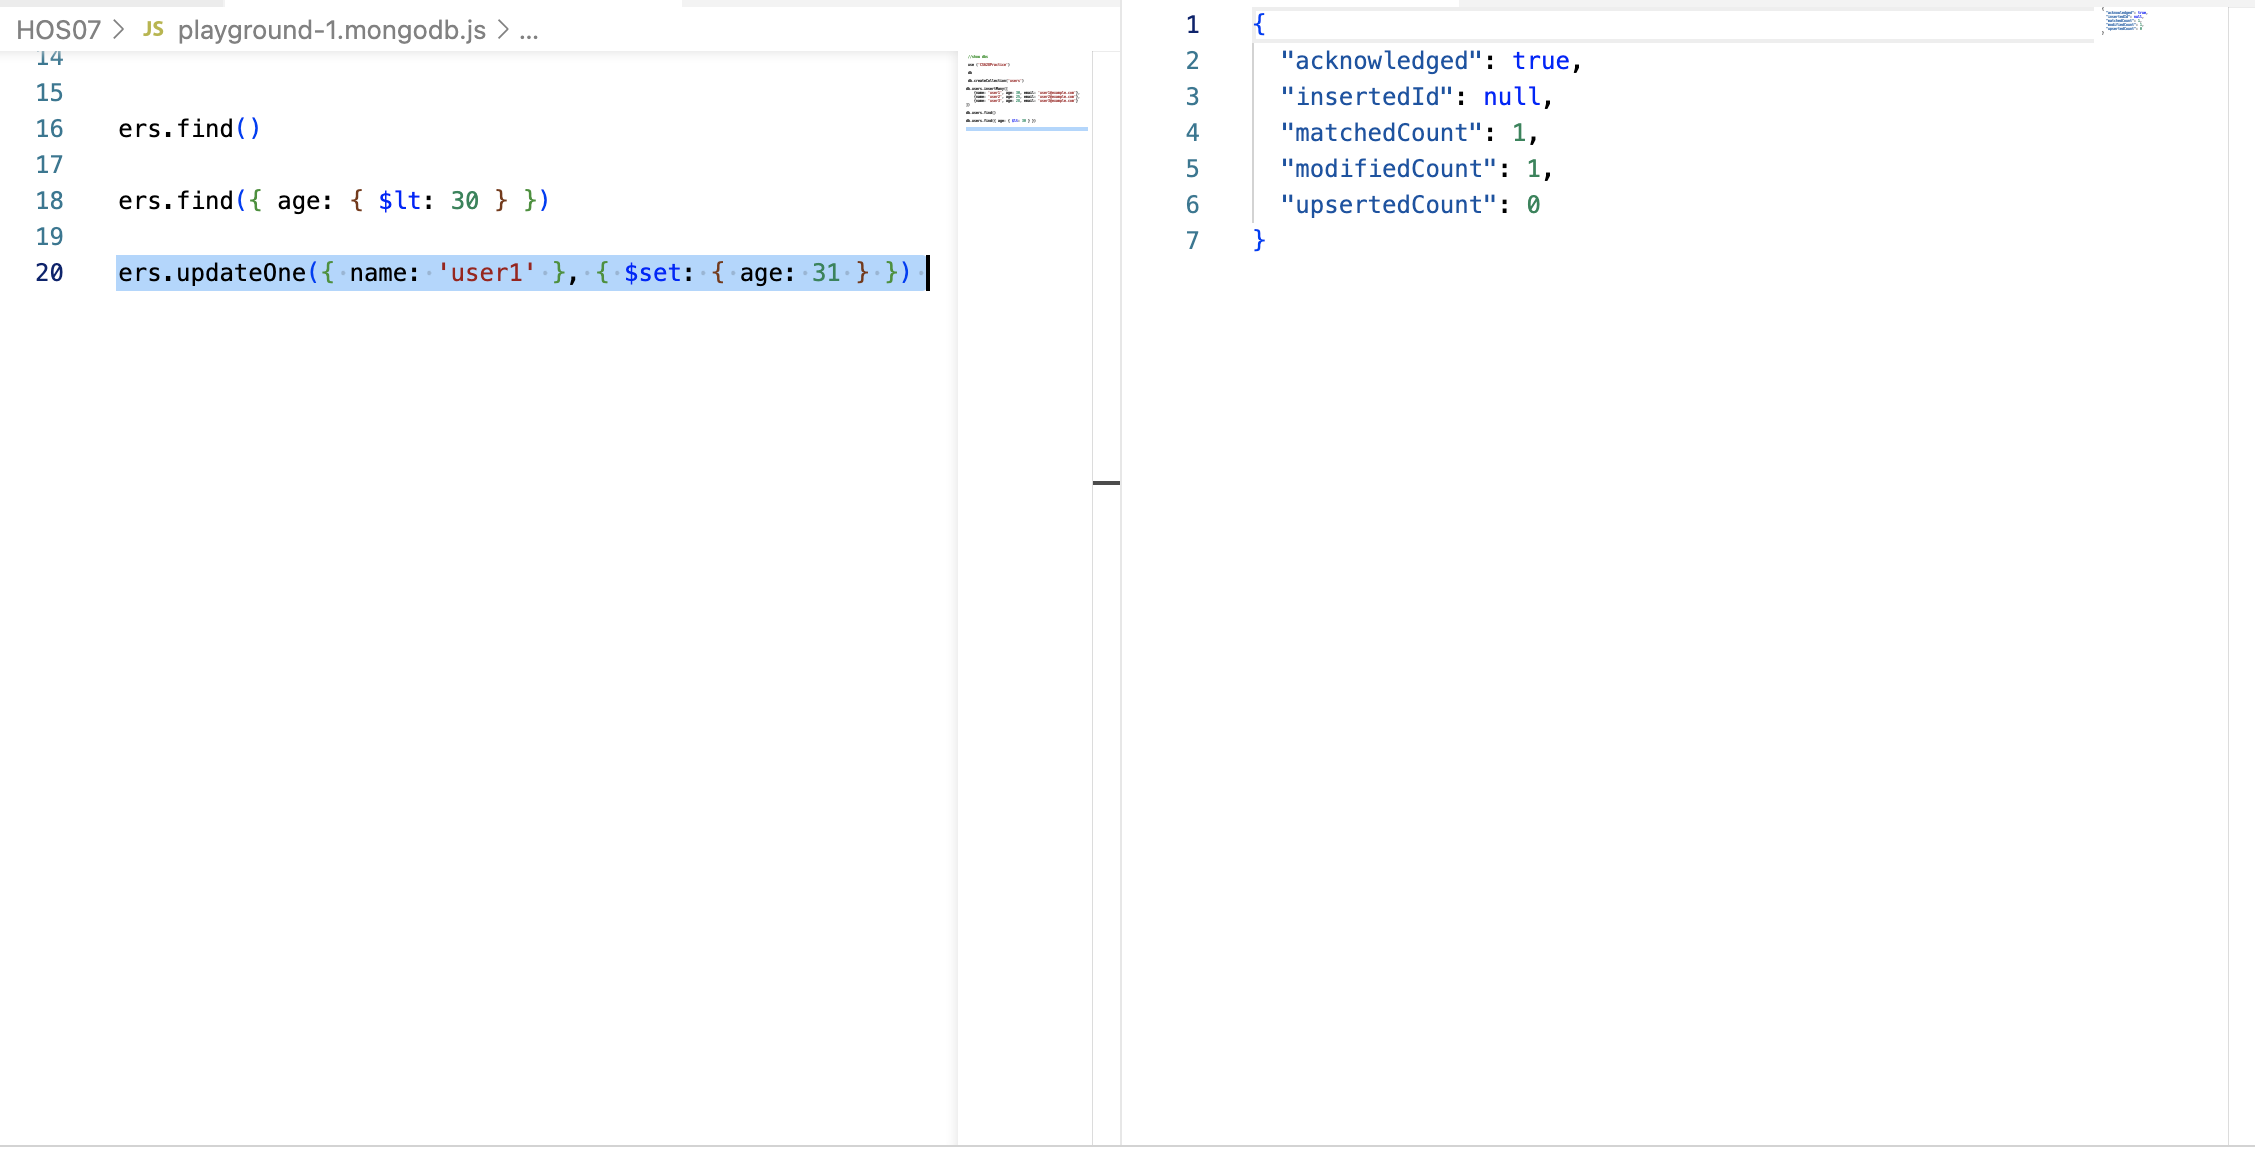 HOS07 > JS playground-1.mongodb.js > ...
14
15
16 ers.find()
17
18 ers.find({ age: { $lt: 30 } })
19
20 ers.updateOne({ name: 'user1' }, { $set: { age: 31 } })
1 {
2 "acknowledged": true,
3 "insertedId": null,
4 "matchedCount": 1,
5 "modifiedCount": 1,
6 "upsertedCount": 0
7 }